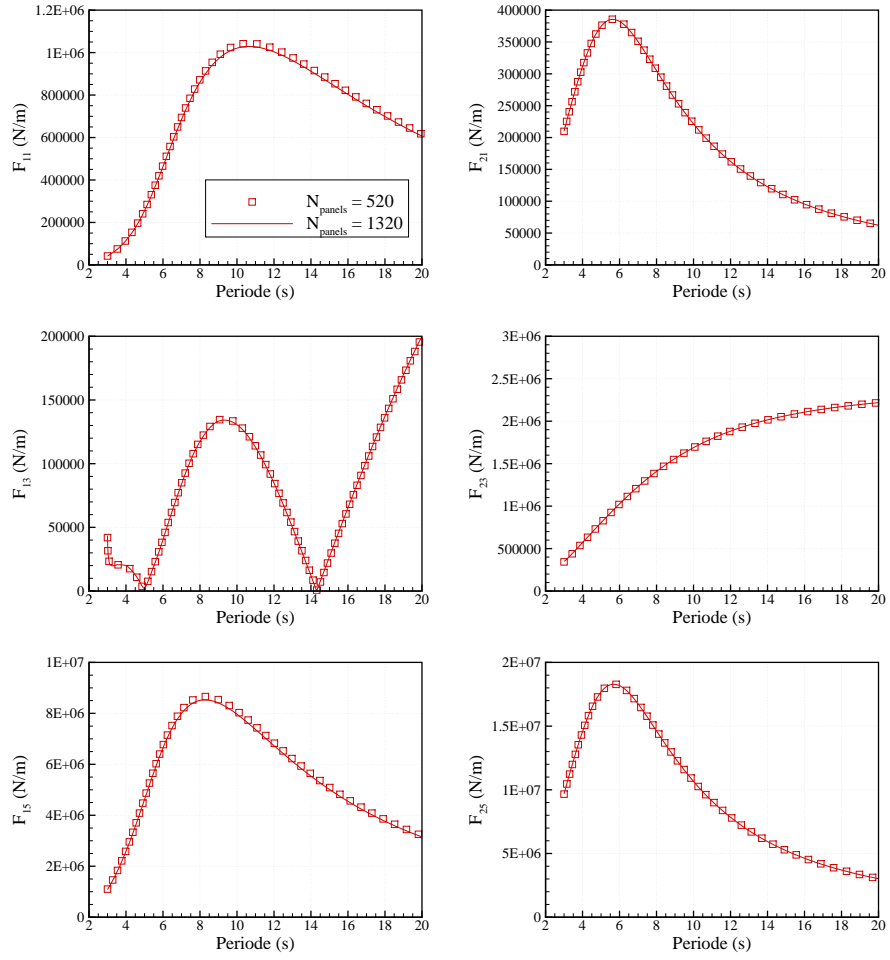 1.2E+06
1E+06
800000
600000
400000
200000
0
F11 (N/m)
2 4 6 8 10 12 14 16 18 20
Periode (s)
Npanels = 520
Npanels = 1320
400000
350000
300000
250000
200000
150000
100000
50000
0
F21 (N/m)
2 4 6 8 10 12 14 16 18 20
Periode (s)
200000
150000
100000
50000
0
F13 (N/m)
2 4 6 8 10 12 14 16 18 20
Periode (s)
3E+06
2.5E+06
2E+06
1.5E+06
1E+06
500000
0
F23 (N/m)
2 4 6 8 10 12 14 16 18 20
Periode (s)
1E+07
8E+06
6E+06
4E+06
2E+06
0E+00
F15 (N/m)
2 4 6 8 10 12 14 16 18 20
Periode (s)
2E+07
1.5E+07
1E+07
5E+06
0E+00
F25 (N/m)
2 4 6 8 10 12 14 16 18 20
Periode (s)